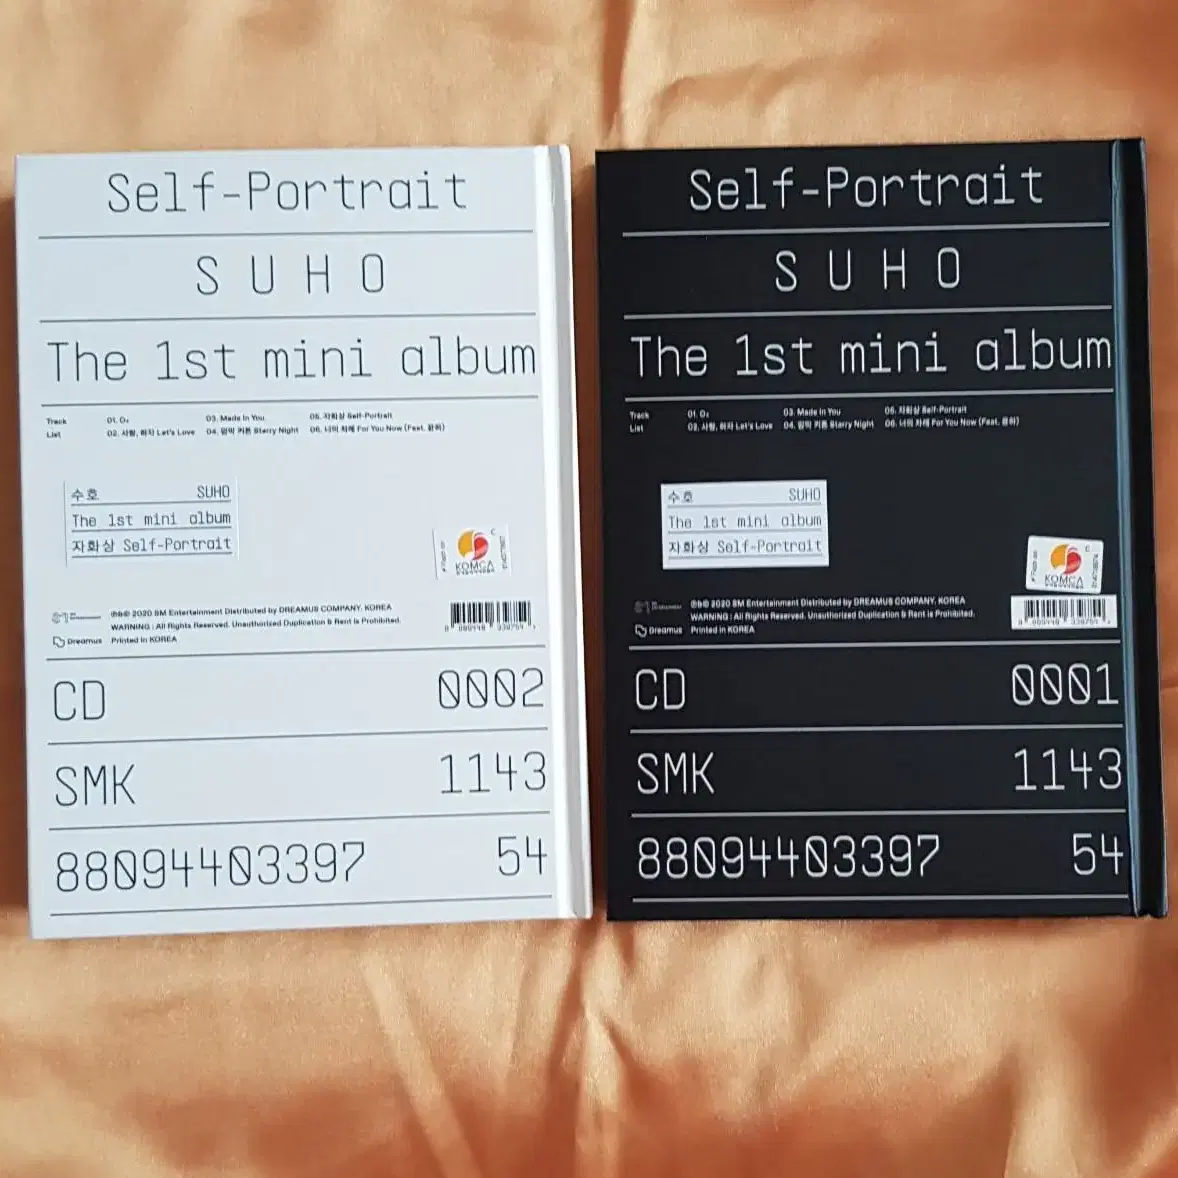 Self-Portrait
SUHO
The 1st mini album
Track
List
01. O₂
02. 사랑, 하자 Let's Love
03. Made In You
04. 암막 커튼 Starry Night
05. 자화상 Self-Portrait
06. 너의 차례 For You Now (Feat. 윤하)
수호 SUHO
The 1st mini album
자화상 Self-Portrait
KOMCA
℗&© 2020 SM Entertainment Distributed by DREAMUS COMPANY, KOREA
WARNING : All Rights Reserved. Unauthorized Duplication & Rent is Prohibited.
Dreamus Printed in KOREA
CD 0002
SMK 1143
88094403397 54
Self-Portrait
SUHO
The 1st mini album
Track
List
01. O₂
02. 사랑, 하자 Let's Love
03. Made In You
04. 암막 커튼 Starry Night
05. 자화상 Self-Portrait
06. 너의 차례 For You Now (Feat. 윤하)
수호 SUHO
The 1st mini album
자화상 Self-Portrait
KOMCA
℗&© 2020 SM Entertainment Distributed by DREAMUS COMPANY, KOREA
WARNING : All Rights Reserved. Unauthorized Duplication & Rent is Prohibited.
Dreamus Printed in KOREA
CD 0001
SMK 1143
88094403397 54